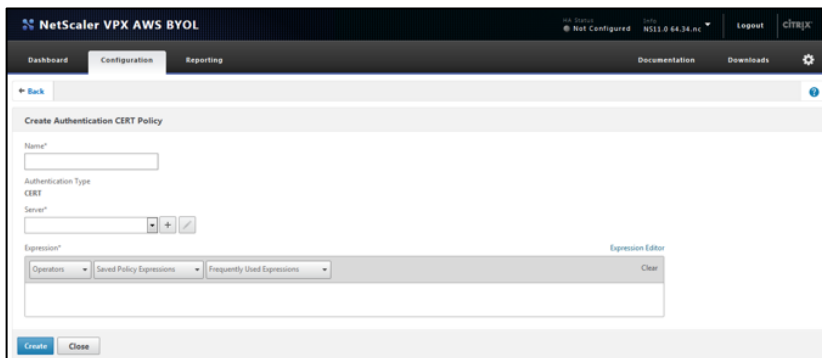 NetScaler VPX AWS BYOL
HA Status
Not Configured
Info
NS11.0 64.34.nc
Logout
CITRIX
Dashboard
Configuration
Reporting
Documentation
Downloads
Back
Create Authentication CERT Policy
Name*
Authentication Type
CERT
Server*
Expression*
Expression Editor
Operators
Saved Policy Expressions
Frequently Used Expressions
Clear
Create
Close